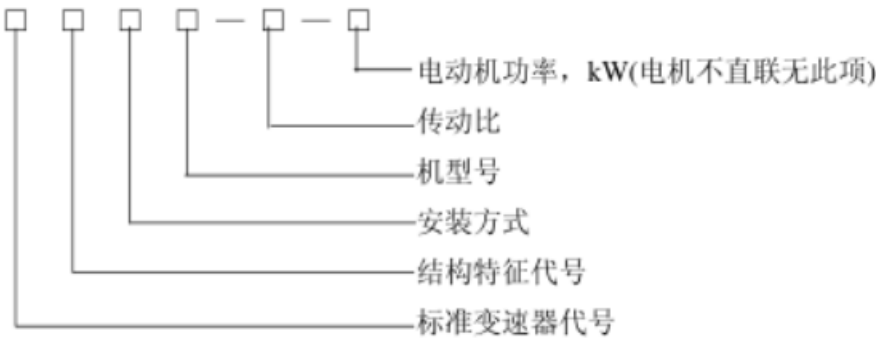 □ □ □ □ — □ — □
电动机功率，kW(电机不直联无此项)
传动比
机型号
安装方式
结构特征代号
标准变速器代号